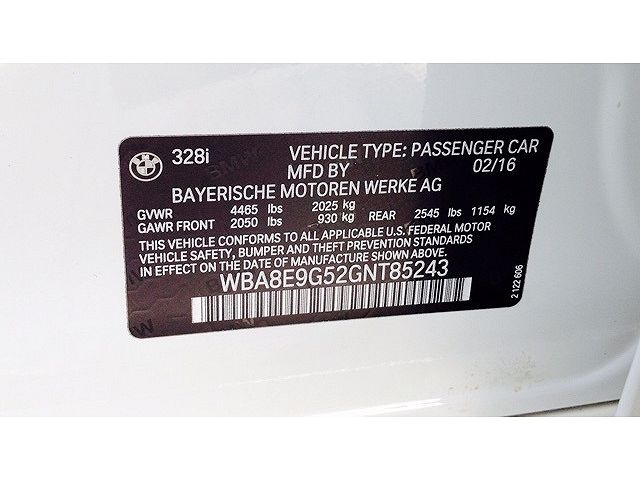 BMW 328i VEHICLE TYPE: PASSENGER CAR
MFD BY 02/16
BAYERISCHE MOTOREN WERKE AG
GVWR 4465 lbs 2025 kg
GAWR FRONT 2050 lbs 930 kg REAR 2545 lbs 1154 kg
THIS VEHICLE CONFORMS TO ALL APPLICABLE U.S. FEDERAL MOTOR
VEHICLE SAFETY, BUMPER AND THEFT PREVENTION STANDARDS
IN EFFECT ON THE DATE OF MANUFACTURE SHOWN ABOVE.
WBA8E9G52GNT85243
2 122 606